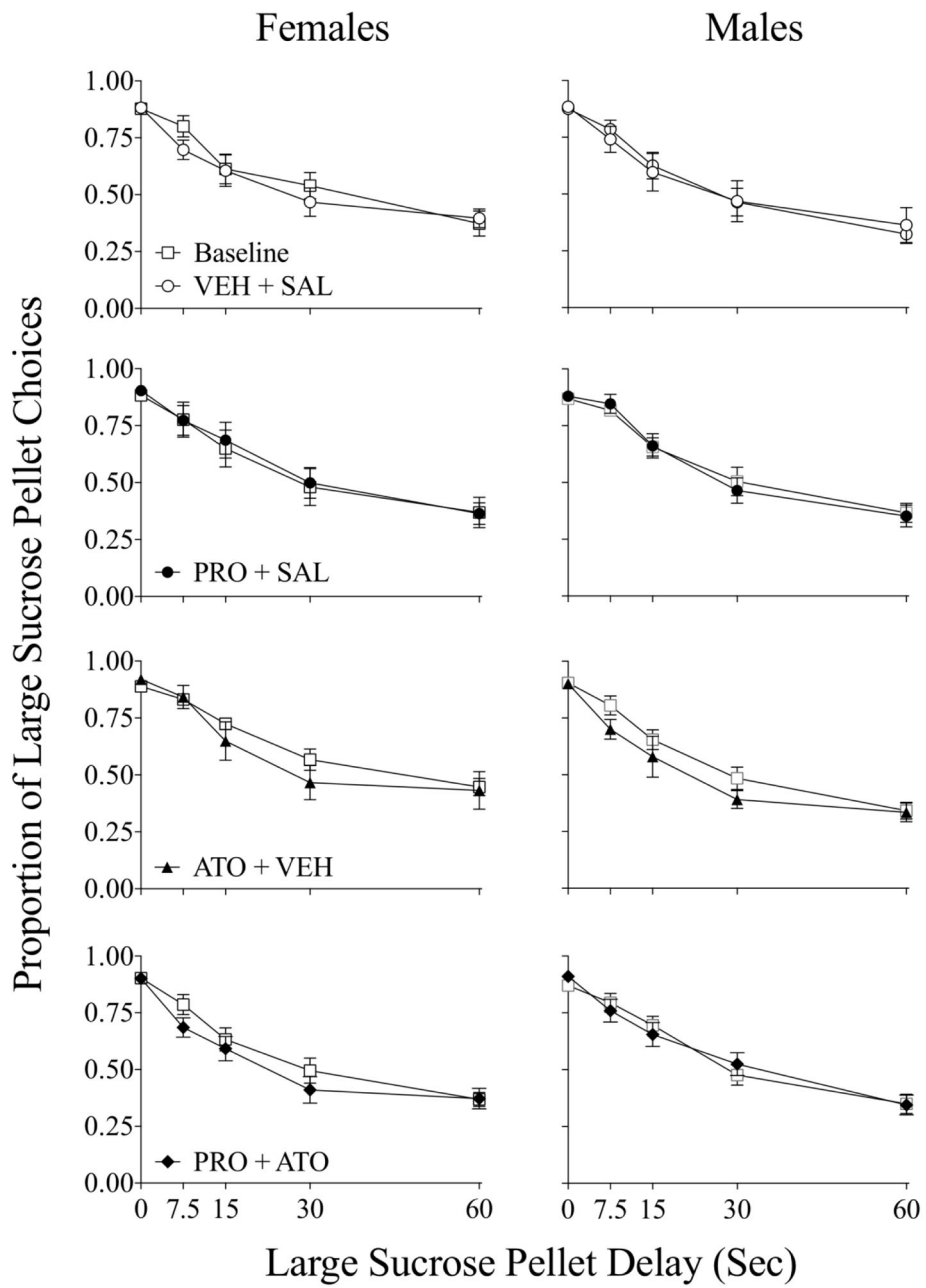 Females
Males
Proportion of Large Sucrose Pellet Choices
1.00
0.75
0.50
0.25
0.00
Baseline
VEH + SAL
1.00
0.75
0.50
0.25
0.00
PRO + SAL
1.00
0.75
0.50
0.25
0.00
ATO + VEH
1.00
0.75
0.50
0.25
0.00
PRO + ATO
0 7.5 15 30 60
0 7.5 15 30 60
Large Sucrose Pellet Delay (Sec)